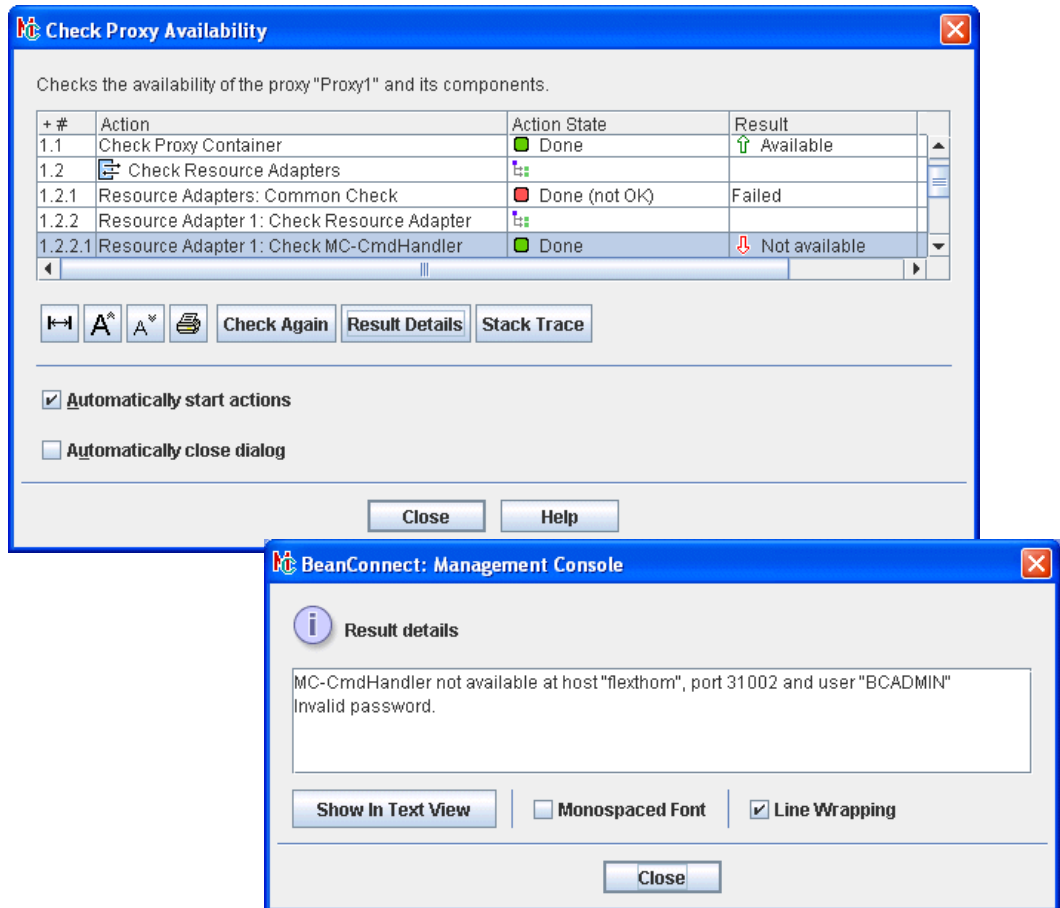 Check Proxy Availability
Checks the availability of the proxy "Proxy1" and its components.
+ # Action Action State Result
1.1 Check Proxy Container Done Available
1.2 Check Resource Adapters
1.2.1 Resource Adapters: Common Check Done (not OK) Failed
1.2.2 Resource Adapter 1: Check Resource Adapter
1.2.2.1 Resource Adapter 1: Check MC-CmdHandler Done Not available
A A Check Again Result Details Stack Trace
Automatically start actions
Automatically close dialog
Close Help
BeanConnect: Management Console
i Result details
MC-CmdHandler not available at host "flexthom", port 31002 and user "BCADMIN"
Invalid password.
Show In Text View Monospaced Font Line Wrapping
Close